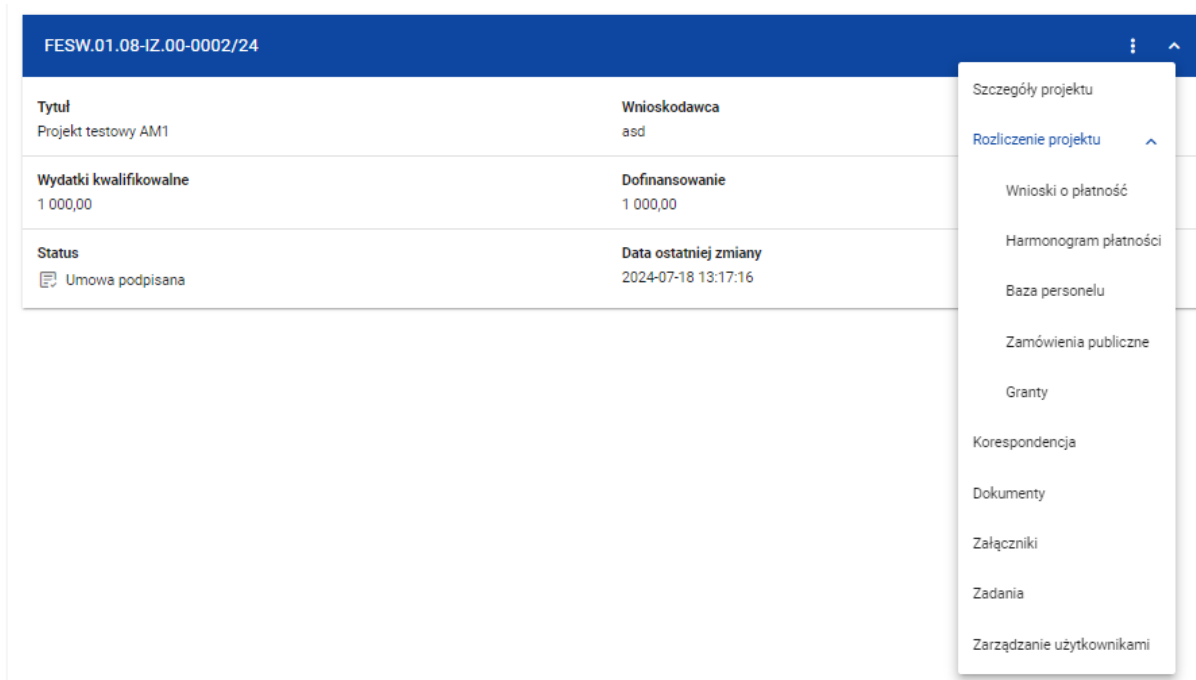 FESW.01.08-IZ.00-0002/24
Tytuł
Projekt testowy AM1
Wnioskodawca
asd
Wydatki kwalifikowalne
1 000,00
Dofinansowanie
1 000,00
Status
Umowa podpisana
Data ostatniej zmiany
2024-07-18 13:17:16
Szczegóły projektu
Rozliczenie projektu
Wnioski o płatność
Harmonogram płatności
Baza personelu
Zamówienia publiczne
Granty
Korespondencja
Dokumenty
Załączniki
Zadania
Zarządzanie użytkownikami